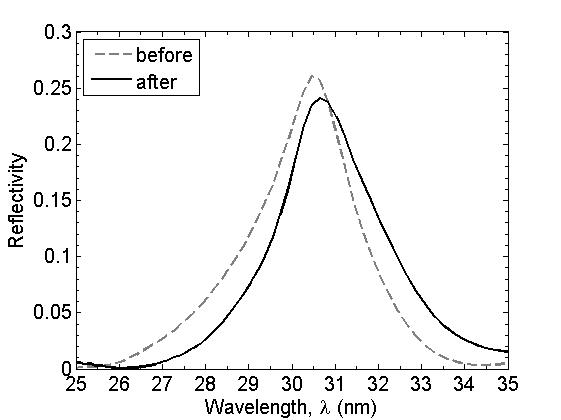 0.3
before
after
0.25
0.2
0.15
0.1
0.05
0
25 26 27 28 29 30 31 32 33 34 35
Reflectivity
Wavelength, λ (nm)